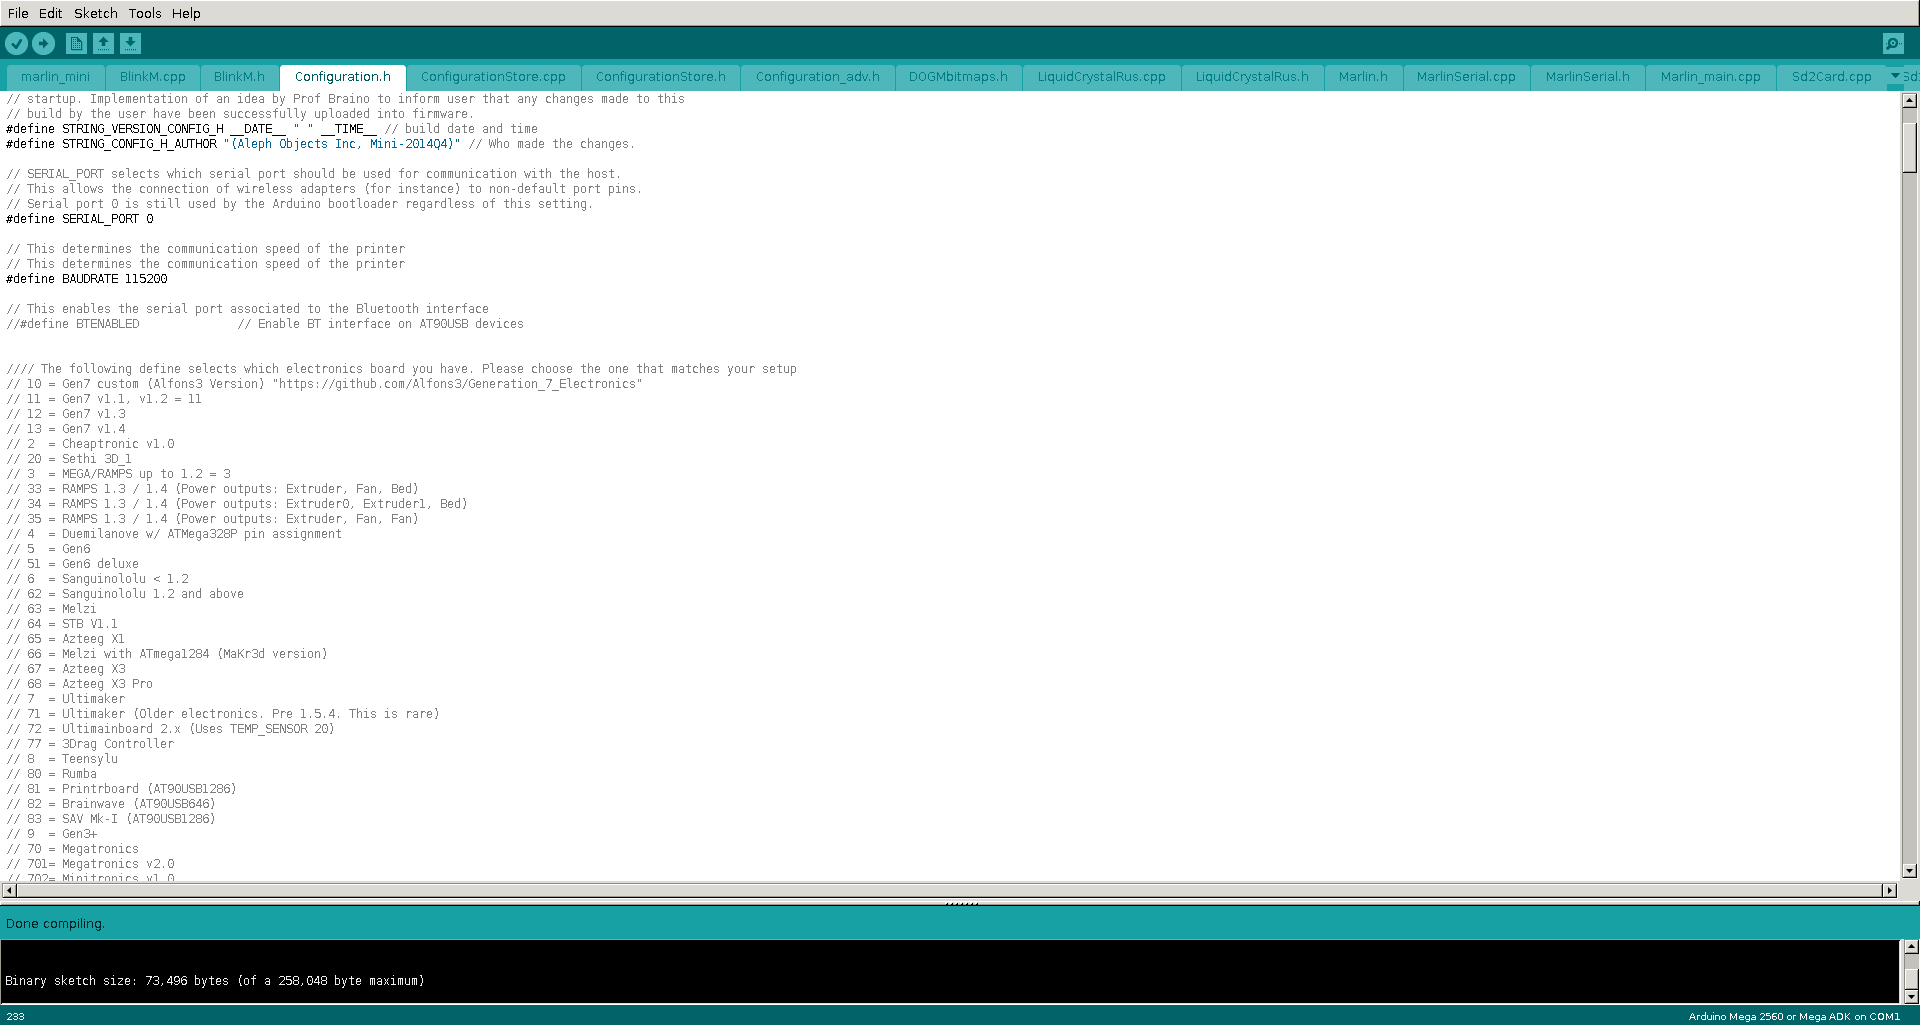 File Edit Sketch Tools Help
marlin_mini BlinkM.cpp BlinkM.h Configuration.h ConfigurationStore.cpp ConfigurationStore.h Configuration_adv.h DOGMbitmaps.h LiquidCrystalRus.cpp LiquidCrystalRus.h Marlin.h MarlinSerial.cpp MarlinSerial.h Marlin_main.cpp Sd2Card.cpp
// startup. Implementation of an idea by Prof Braino to inform user that any changes made to this
// build by the user have been successfully uploaded into firmware.
#define STRING_VERSION_CONFIG_H __DATE__ " " __TIME__ // build date and time
#define STRING_CONFIG_H_AUTHOR "(Aleph Objects Inc, Mini-2014Q4)" // Who made the changes.
// SERIAL_PORT selects which serial port should be used for communication with the host.
// This allows the connection of wireless adapters (for instance) to non-default port pins.
// Serial port 0 is still used by the Arduino bootloader regardless of this setting.
#define SERIAL_PORT 0
// This determines the communication speed of the printer
// This determines the communication speed of the printer
#define BAUDRATE 115200
// This enables the serial port associated to the Bluetooth interface
//#define BTENABLED              // Enable BT interface on AT90USB devices
//// The following define selects which electronics board you have. Please choose the one that matches your setup
// 10 = Gen7 custom (Alfons3 Version) "https://github.com/Alfons3/Generation_7_Electronics"
// 11 = Gen7 v1.1, v1.2 = 11
// 12 = Gen7 v1.3
// 13 = Gen7 v1.4
// 2  = Cheaptronic v1.0
// 20 = Sethi 3D_1
// 3  = MEGA/RAMPS up to 1.2 = 3
// 33 = RAMPS 1.3 / 1.4 (Power outputs: Extruder, Fan, Bed)
// 34 = RAMPS 1.3 / 1.4 (Power outputs: Extruder0, Extruder1, Bed)
// 35 = RAMPS 1.3 / 1.4 (Power outputs: Extruder, Fan, Fan)
// 4  = Duemilanove w/ ATMega328P pin assignment
// 5  = Gen6
// 51 = Gen6 deluxe
// 6  = Sanguinololu < 1.2
// 62 = Sanguinololu 1.2 and above
// 63 = Melzi
// 64 = STB V1.1
// 65 = Azteeg X1
// 66 = Melzi with ATmega1284 (MaKr3d version)
// 67 = Azteeg X3
// 68 = Azteeg X3 Pro
// 7  = Ultimaker
// 71 = Ultimaker (Older electronics. Pre 1.5.4. This is rare)
// 72 = Ultimainboard 2.x (Uses TEMP_SENSOR 20)
// 77 = 3Drag Controller
// 8  = Teensylu
// 80 = Rumba
// 81 = Printrboard (AT90USB1286)
// 82 = Brainwave (AT90USB646)
// 83 = SAV Mk-I (AT90USB1286)
// 9  = Gen3+
// 70 = Megatronics
// 701= Megatronics v2.0
// 702= Minitronics v1.0
Done compiling.
Binary sketch size: 73,496 bytes (of a 258,048 byte maximum)
233
Arduino Mega 2560 or Mega ADK on COM1